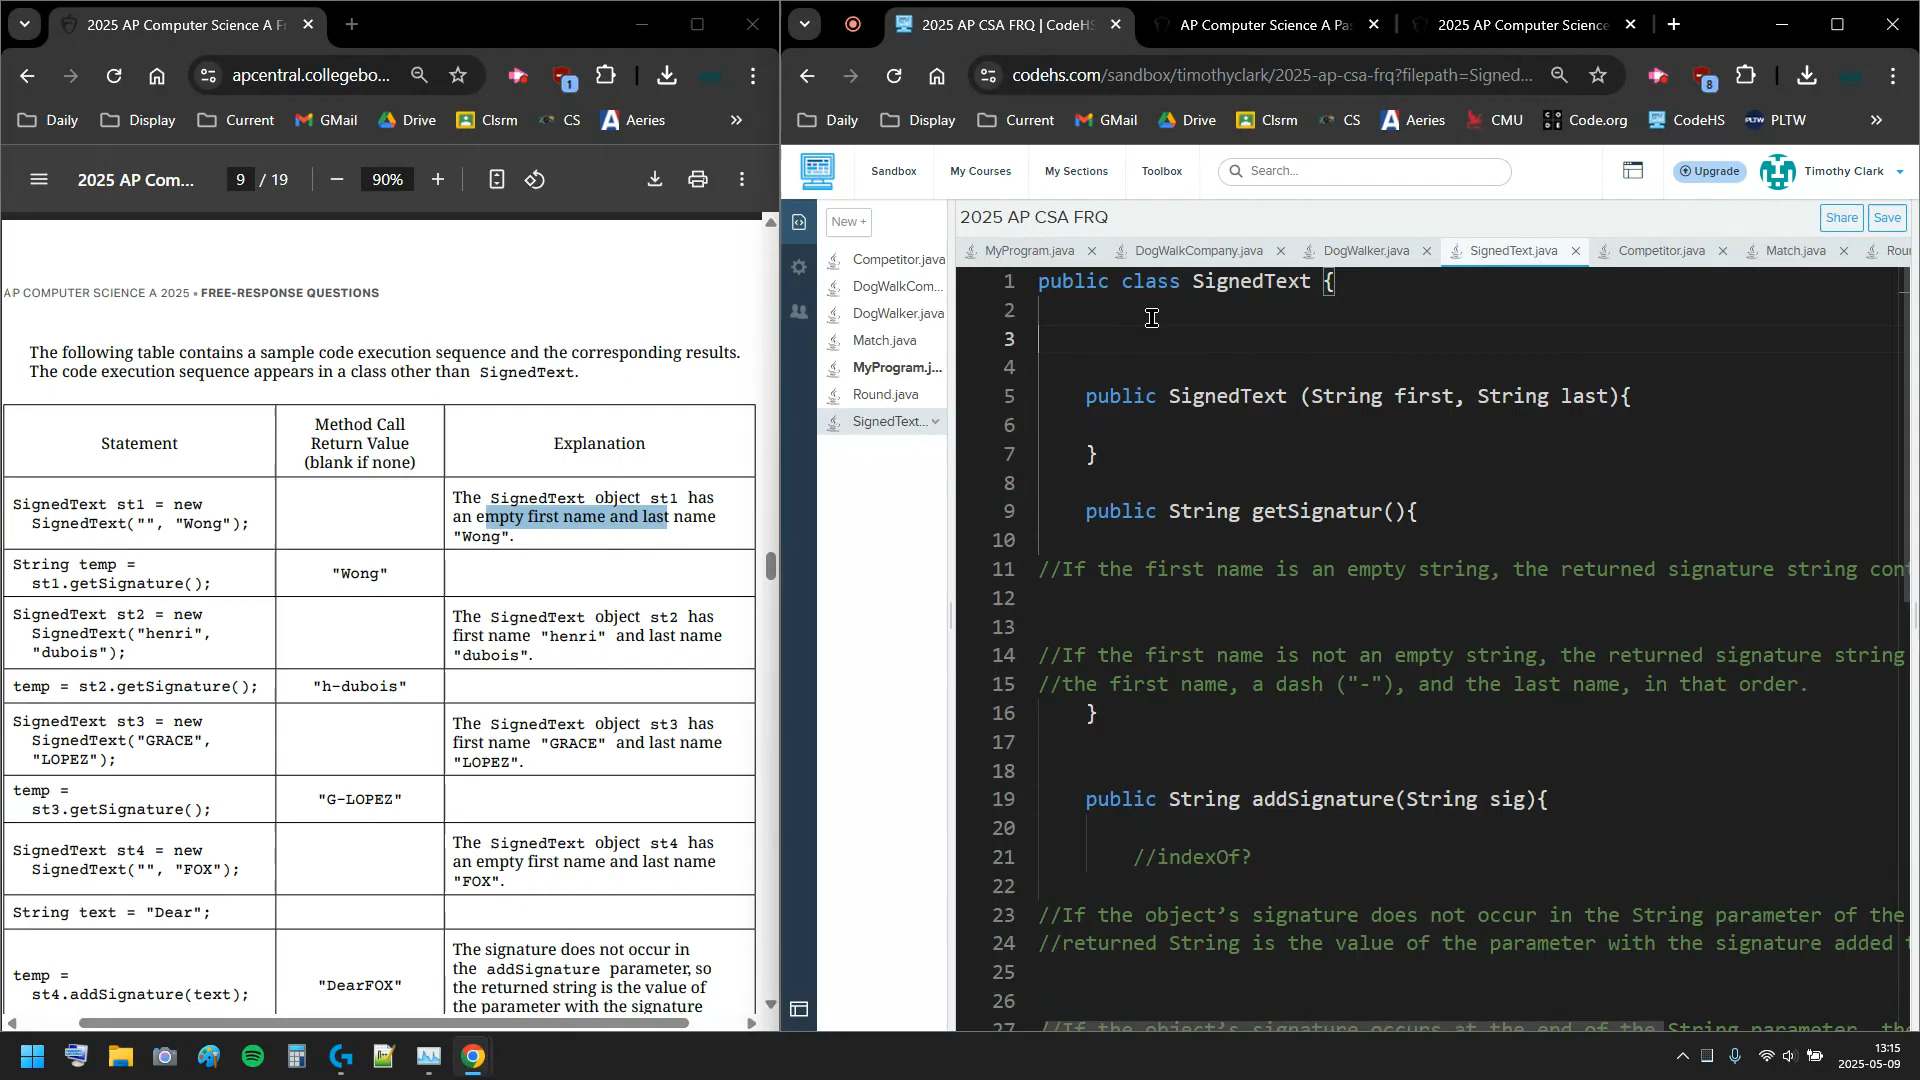 2025 AP Computer Science A F
2025 AP CSA FRQ | CodeHS
AP Computer Science A Pa
2025 AP Computer Science
apcentral.collegebo...
1
codehs.com/sandbox/timothyclark/2025-ap-csa-frq?filepath=Signed...
8
Daily
Display
Current
GMail
Drive
Clsrm
CS
Aeries
Daily
Display
Current
GMail
Drive
Clsrm
CS
Aeries
CMU
Code.org
CodeHS
PLTW
2025 AP Com...
9 / 19
90%
Sandbox
My Courses
My Sections
Toolbox
Search...
Upgrade
Timothy Clark
New +
2025 AP CSA FRQ
Share
Save
MyProgram.java
DogWalkCompany.java
DogWalker.java
SignedText.java
Competitor.java
Match.java
Rou
Competitor.java
DogWalkCom...
DogWalker.java
Match.java
MyProgram.j...
Round.java
SignedText...
AP COMPUTER SCIENCE A 2025 ▪ FREE-RESPONSE QUESTIONS
The following table contains a sample code execution sequence and the corresponding results.
The code execution sequence appears in a class other than SignedText.
Statement
Method Call
Return Value
(blank if none)
Explanation
SignedText st1 = new
SignedText("", "Wong");
The SignedText object st1 has
an empty first name and last name
"Wong".
String temp =
st1.getSignature();
"Wong"
SignedText st2 = new
SignedText("henri",
"dubois");
The SignedText object st2 has
first name "henri" and last name
"dubois".
temp = st2.getSignature();
"h-dubois"
SignedText st3 = new
SignedText("GRACE",
"LOPEZ");
The SignedText object st3 has
first name "GRACE" and last name
"LOPEZ".
temp =
st3.getSignature();
"G-LOPEZ"
SignedText st4 = new
SignedText("", "FOX");
The SignedText object st4 has
an empty first name and last name
"FOX".
String text = "Dear";
temp =
st4.addSignature(text);
"DearFOX"
The signature does not occur in
the addSignature parameter, so
the returned string is the value of
the parameter with the signature
1 public class SignedText {
2
3
4
5 public SignedText (String first, String last){
6
7 }
8
9 public String getSignatur(){
10
11 //If the first name is an empty string, the returned signature string con
12
13
14 //If the first name is not an empty string, the returned signature string
15 //the first name, a dash ("-"), and the last name, in that order.
16 }
17
18
19 public String addSignature(String sig){
20
21 //indexOf?
22
23 //If the object’s signature does not occur in the String parameter of the
24 //returned String is the value of the parameter with the signature added
25
26
27 //If the object’s signature occurs at the end of the String parameter, the
13:15
2025-05-09